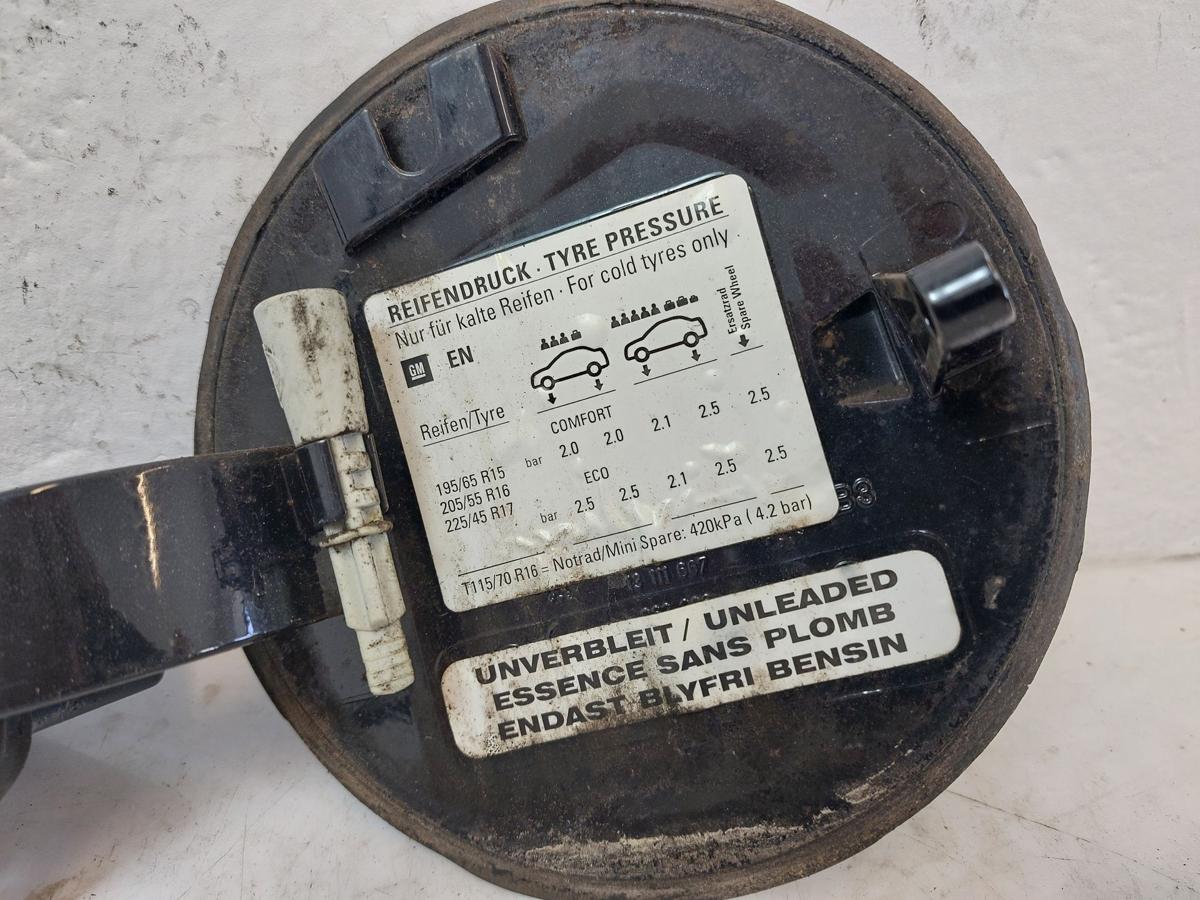 REIFENDRUCK · TYRE PRESSURE
Nur für kalte Reifen · For cold tyres only
GM EN
Ersatzrad
Spare Wheel
Reifen/Tyre
COMFORT
195/65 R15 bar 2.0 2.0 2.1 2.5 2.5
205/55 R16 ECO
225/45 R17 bar 2.5 2.5 2.1 2.5 2.5
T115/70 R16 = Notrad/Mini Spare: 420kPa ( 4.2 bar)
B8
UNVERBLEIT / UNLEADED
ESSENCE SANS PLOMB
ENDAST BLYFRI BENSIN